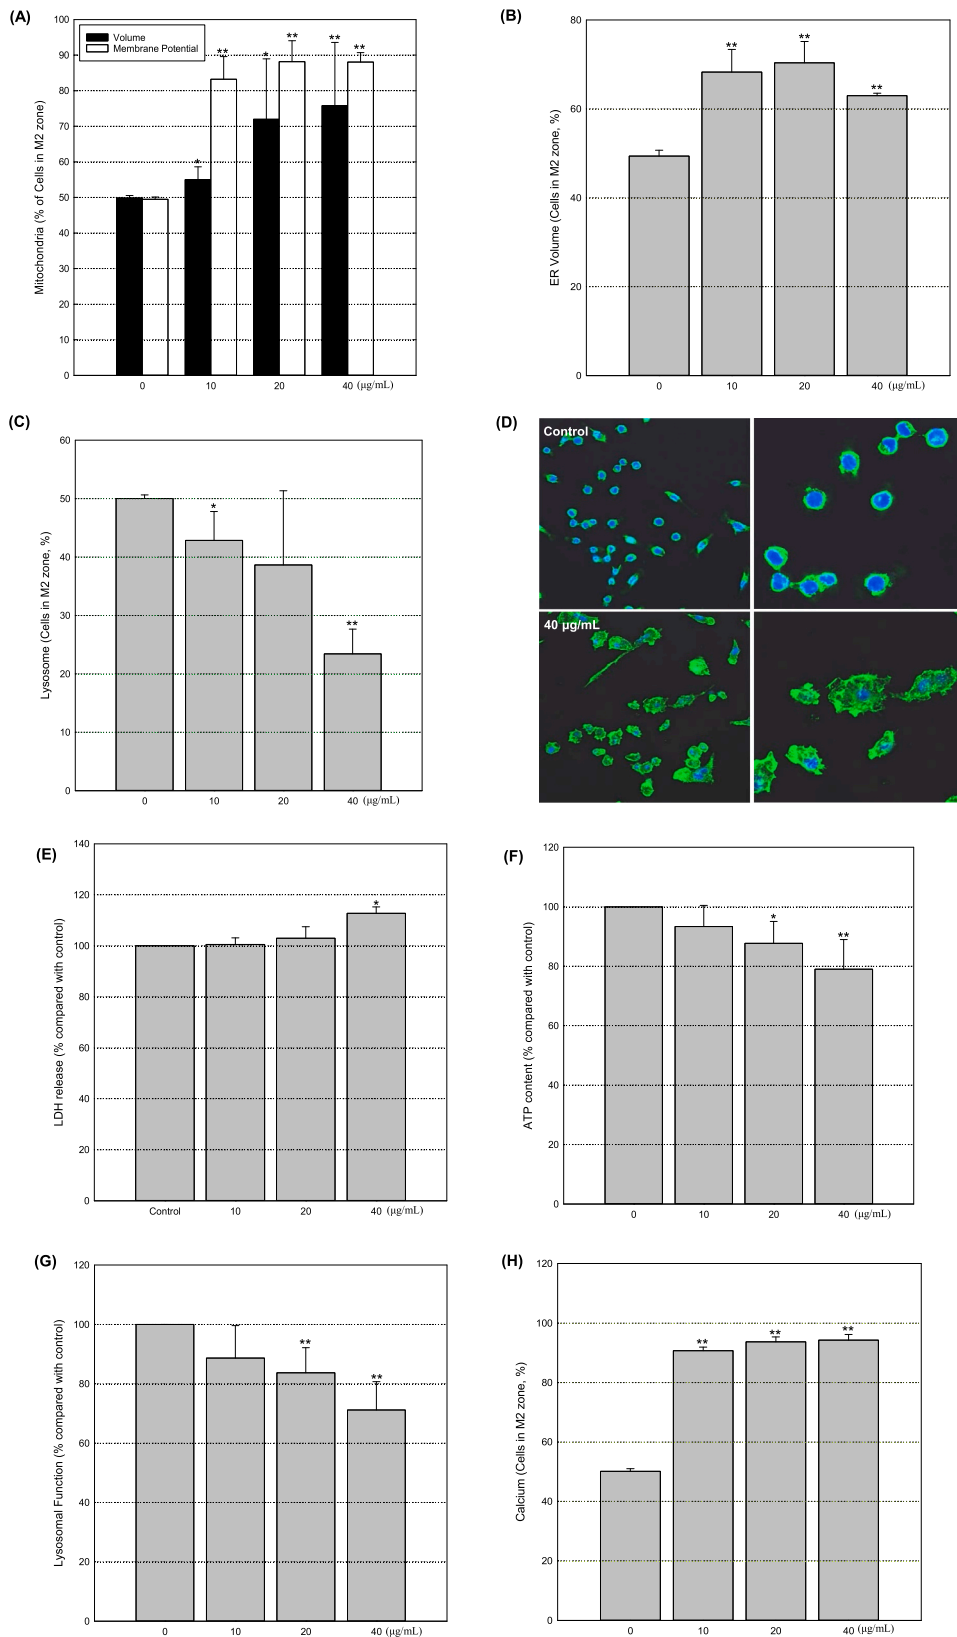 (A)
Mitochondria (% of Cells in M2 zone)
100
90
80
70
60
50
40
30
20
10
0
Volume
Membrane Potential
*
**
*
**
**
**
0 10 20 40 (μg/mL)
(B)
ER Volume (Cells in M2 zone, %)
80
60
40
20
0
**
**
**
0 10 20 40 (μg/mL)
(C)
Lysosome (Cells in M2 zone, %)
60
50
40
30
20
10
0
*
**
0 10 20 40 (μg/mL)
(D)
Control
40 μg/mL
(E)
LDH release (% compared with control)
140
120
100
80
60
40
20
0
*
Control 10 20 40 (μg/mL)
(F)
ATP content (% compared with control)
120
100
80
60
40
20
0
*
**
0 10 20 40 (μg/mL)
(G)
Lysosomal Function (% compared with control)
120
100
80
60
40
20
0
**
**
0 10 20 40 (μg/mL)
(H)
Calcium (Cells in M2 zone, %)
120
100
80
60
40
20
0
**
**
**
0 10 20 40 (μg/mL)